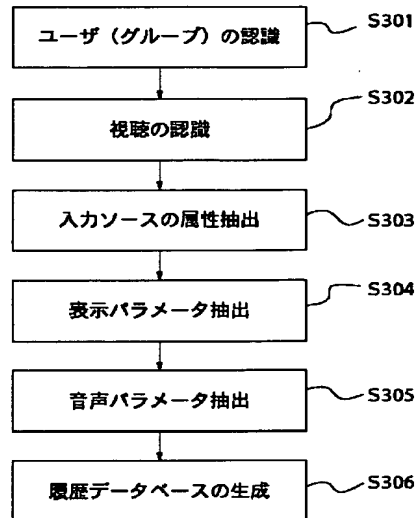 ユーザ（グループ）の認識
S301
視聴の認識
S302
入力ソースの属性抽出
S303
表示パラメータ抽出
S304
音声パラメータ抽出
S305
履歴データベースの生成
S306